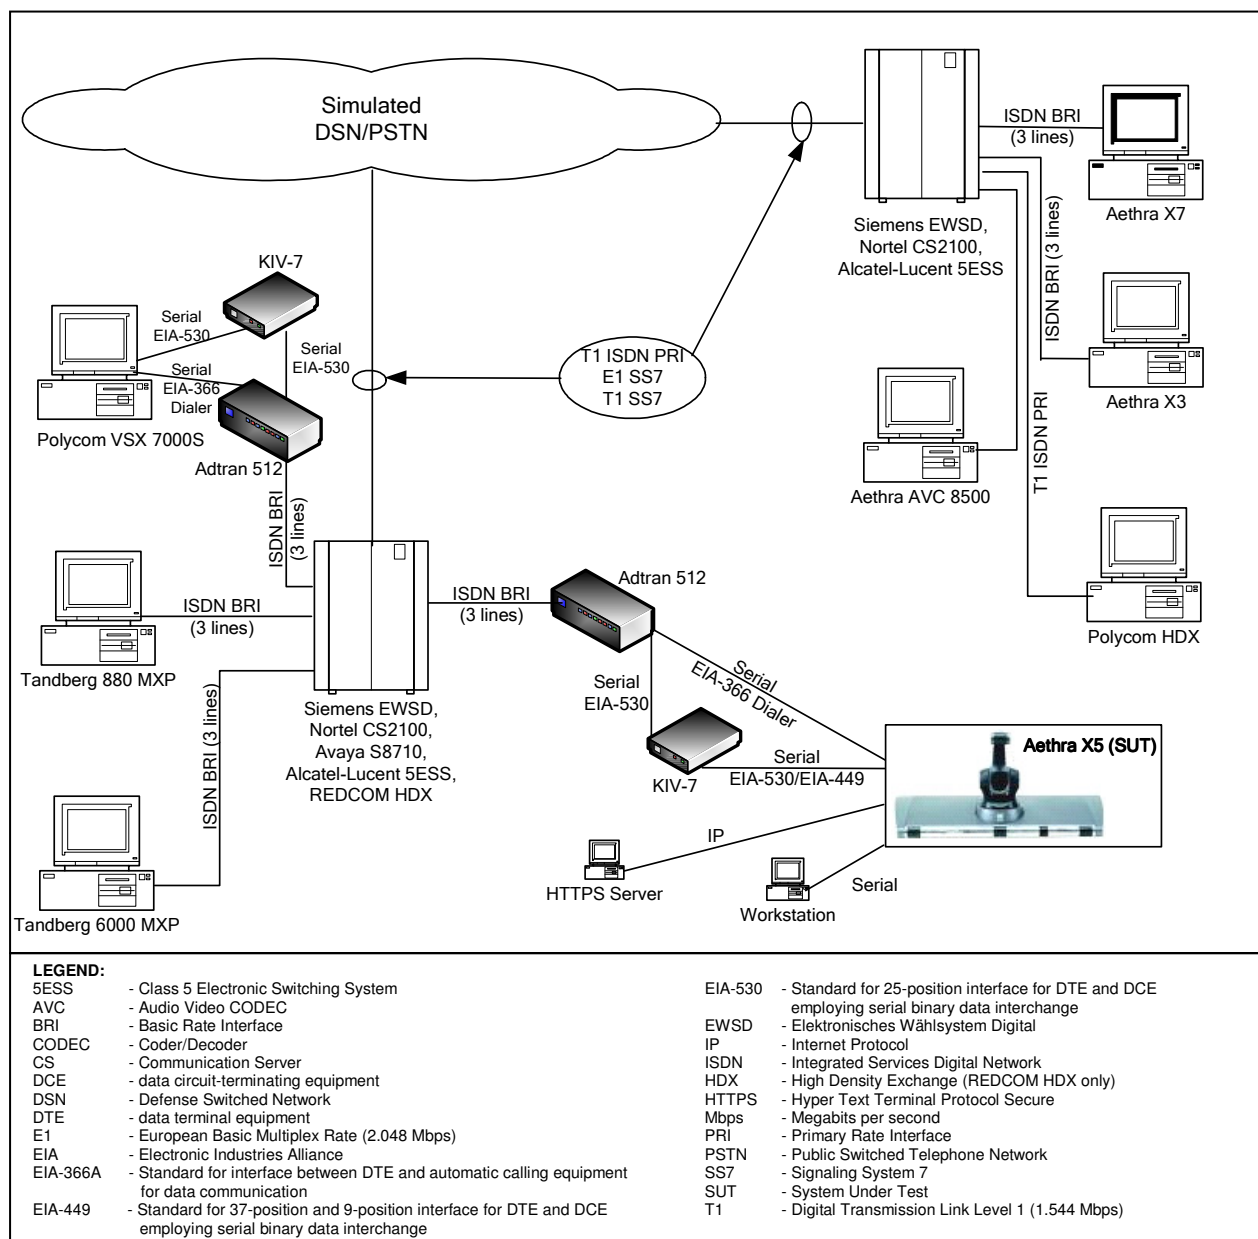 Simulated
DSN/PSTN
ISDN BRI
(3 lines)
Aethra X7
Siemens EWSD,
Nortel CS2100,
Alcatel-Lucent 5ESS
ISDN BRI (3 lines)
Aethra X3
T1 ISDN PRI
Aethra AVC 8500
Polycom HDX
KIV-7
Serial
EIA-530
Serial
EIA-530
Serial
EIA-366
Dialer
Polycom VSX 7000S
Adtran 512
T1 ISDN PRI
E1 SS7
T1 SS7
ISDN BRI
(3 lines)
ISDN BRI
(3 lines)
Tandberg 880 MXP
ISDN BRI (3 lines)
Tandberg 6000 MXP
Siemens EWSD,
Nortel CS2100,
Avaya S8710,
Alcatel-Lucent 5ESS,
REDCOM HDX
ISDN BRI
(3 lines)
Adtran 512
Serial
EIA-530
Serial
EIA-366 Dialer
KIV-7
Serial
EIA-530/EIA-449
Aethra X5 (SUT)
IP
HTTPS Server
Serial
Workstation
LEGEND:
5ESS - Class 5 Electronic Switching System
AVC - Audio Video CODEC
BRI - Basic Rate Interface
CODEC - Coder/Decoder
CS - Communication Server
DCE - data circuit-terminating equipment
DSN - Defense Switched Network
DTE - data terminal equipment
E1 - European Basic Multiplex Rate (2.048 Mbps)
EIA - Electronic Industries Alliance
EIA-366A - Standard for interface between DTE and automatic calling equipment
for data communication
EIA-449 - Standard for 37-position and 9-position interface for DTE and DCE
employing serial binary data interchange
EIA-530 - Standard for 25-position interface for DTE and DCE
employing serial binary data interchange
EWSD - Elektronisches Wählsystem Digital
IP - Internet Protocol
ISDN - Integrated Services Digital Network
HDX - High Density Exchange (REDCOM HDX only)
HTTPS - Hyper Text Terminal Protocol Secure
Mbps - Megabits per second
PRI - Primary Rate Interface
PSTN - Public Switched Telephone Network
SS7 - Signaling System 7
SUT - System Under Test
T1 - Digital Transmission Link Level 1 (1.544 Mbps)